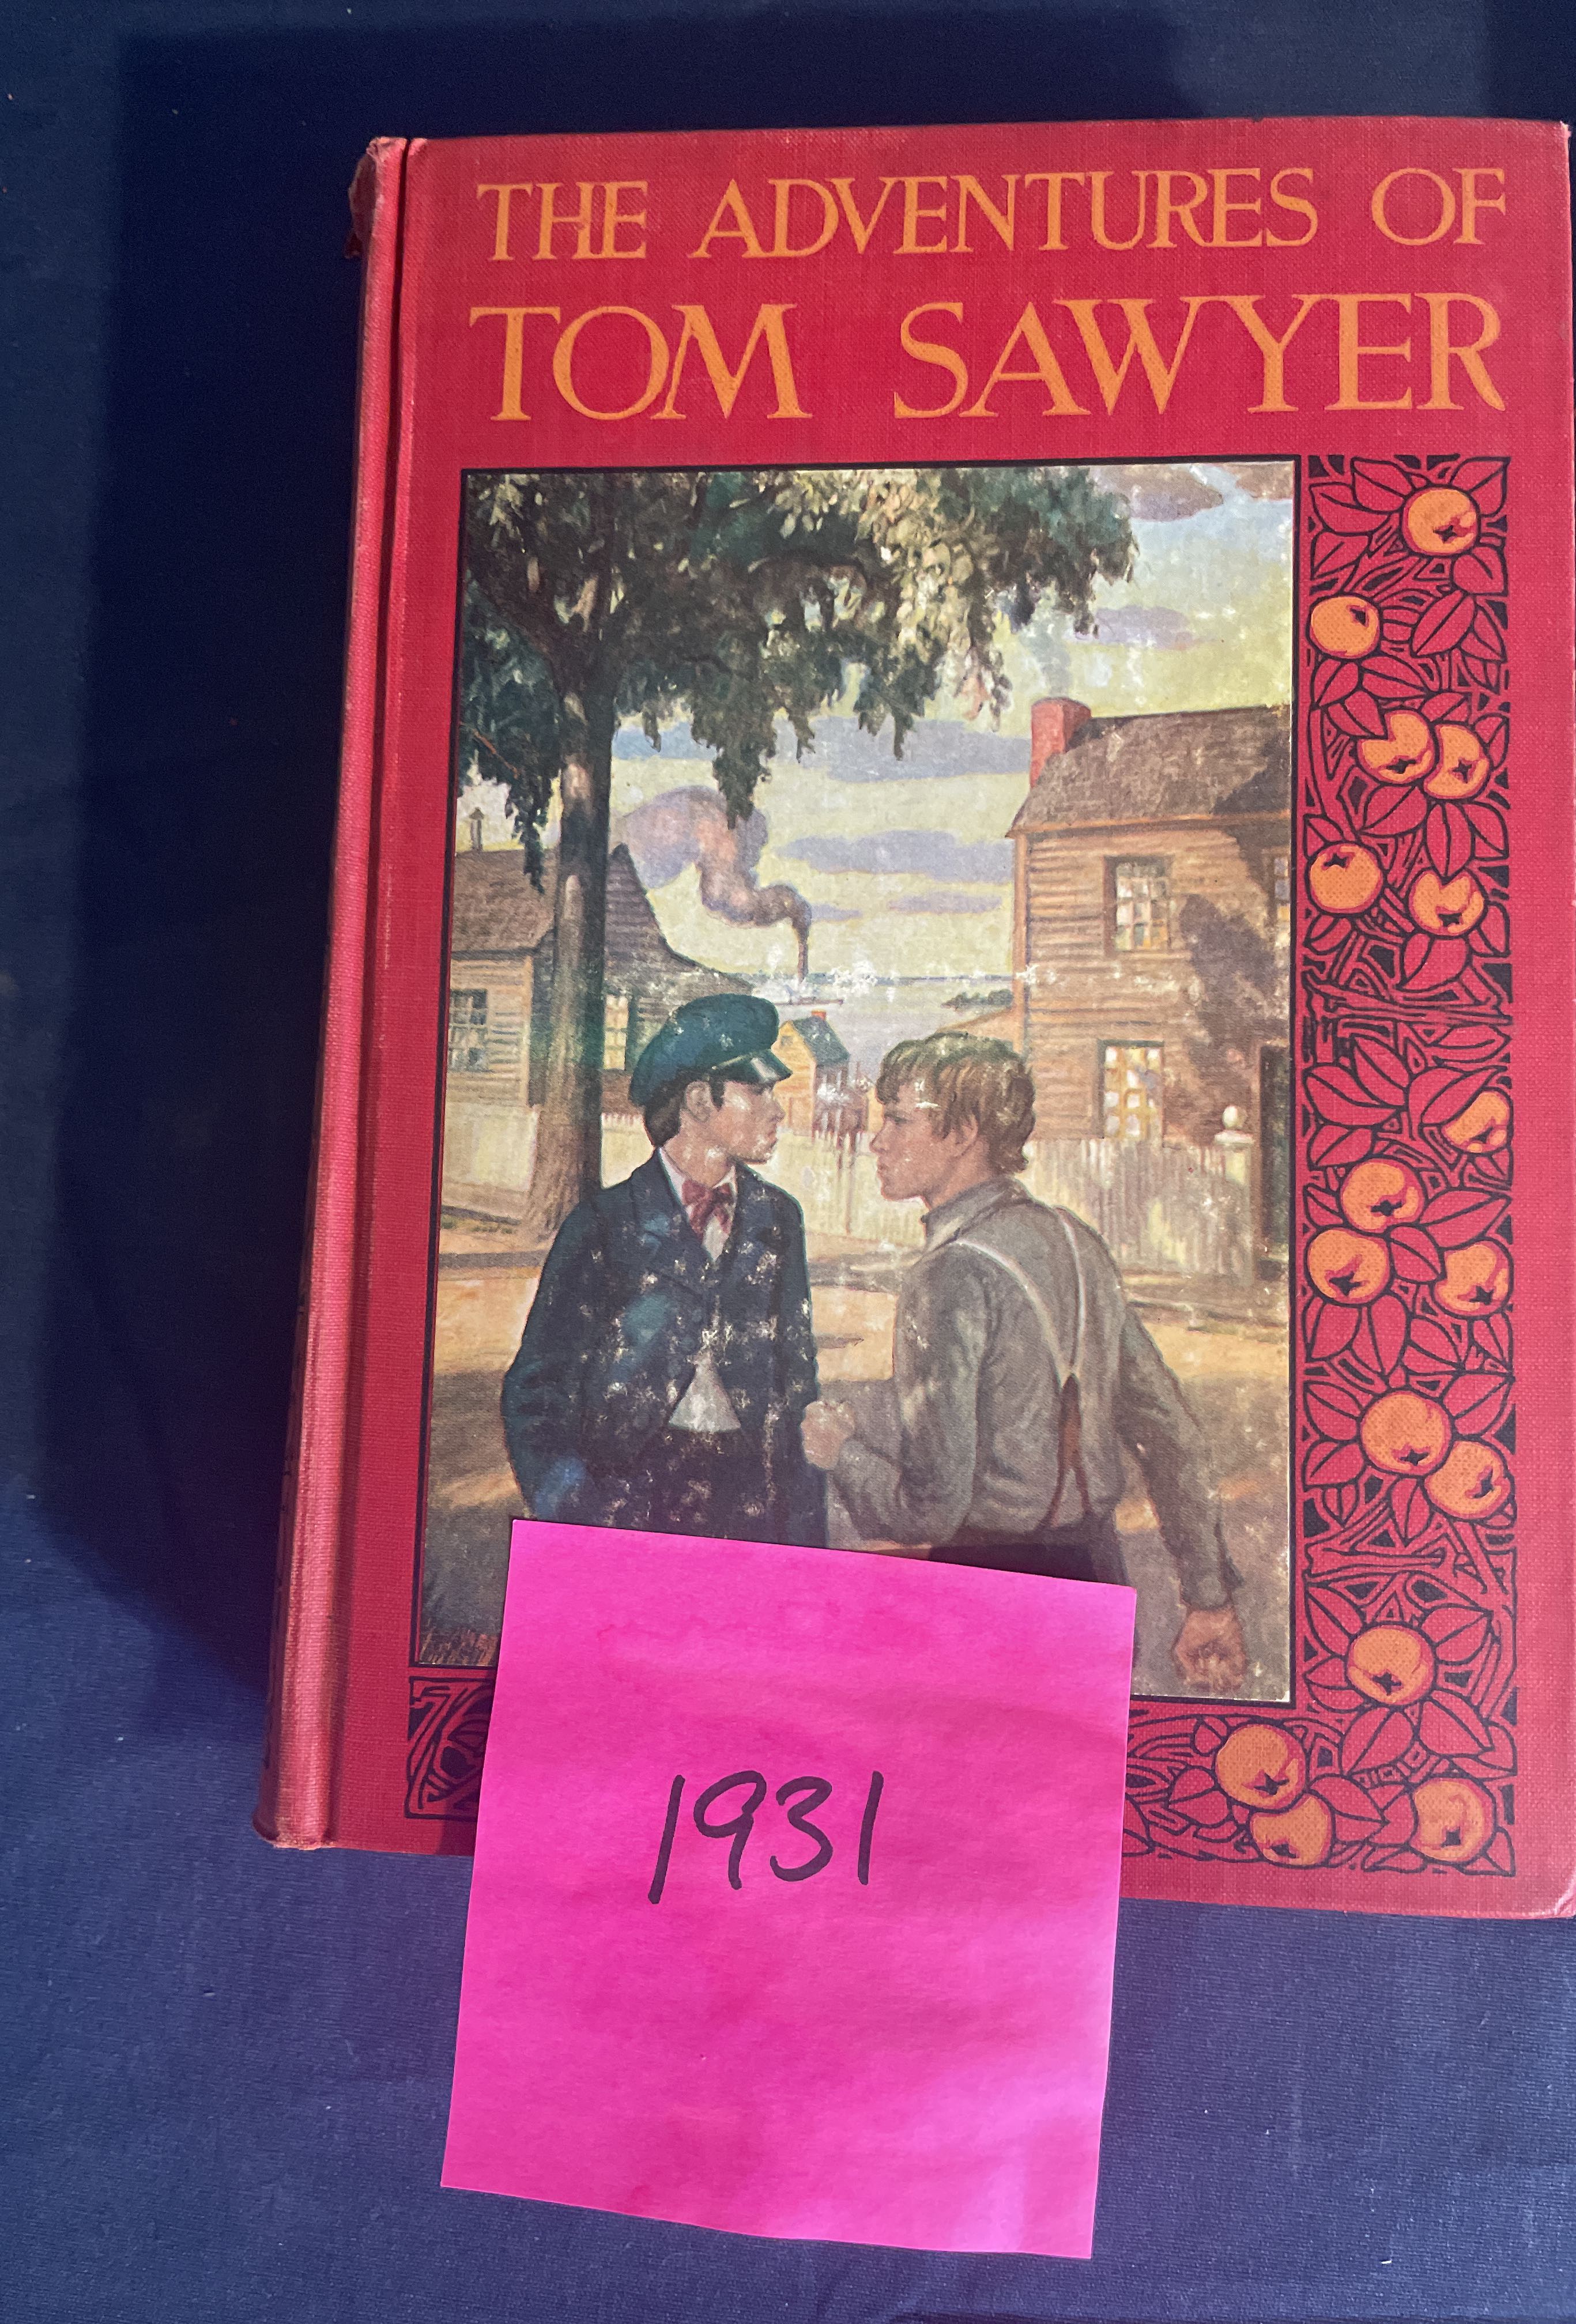 THE ADVENTURES OF
TOM SAWYER
1931